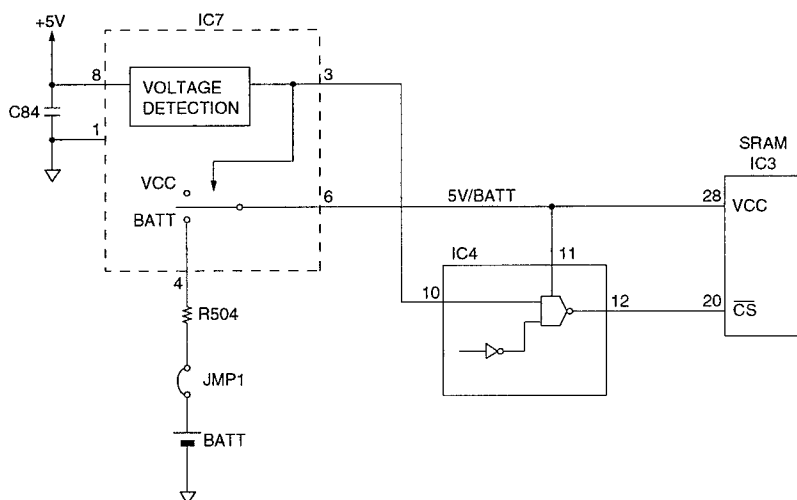 IC7
+5V
8
VOLTAGE
DETECTION
3
C84
1
SRAM
IC3
VCC
6
5V/BATT
28
VCC
BATT
IC4
11
4
10
12
20
CS
R504
JMP1
BATT